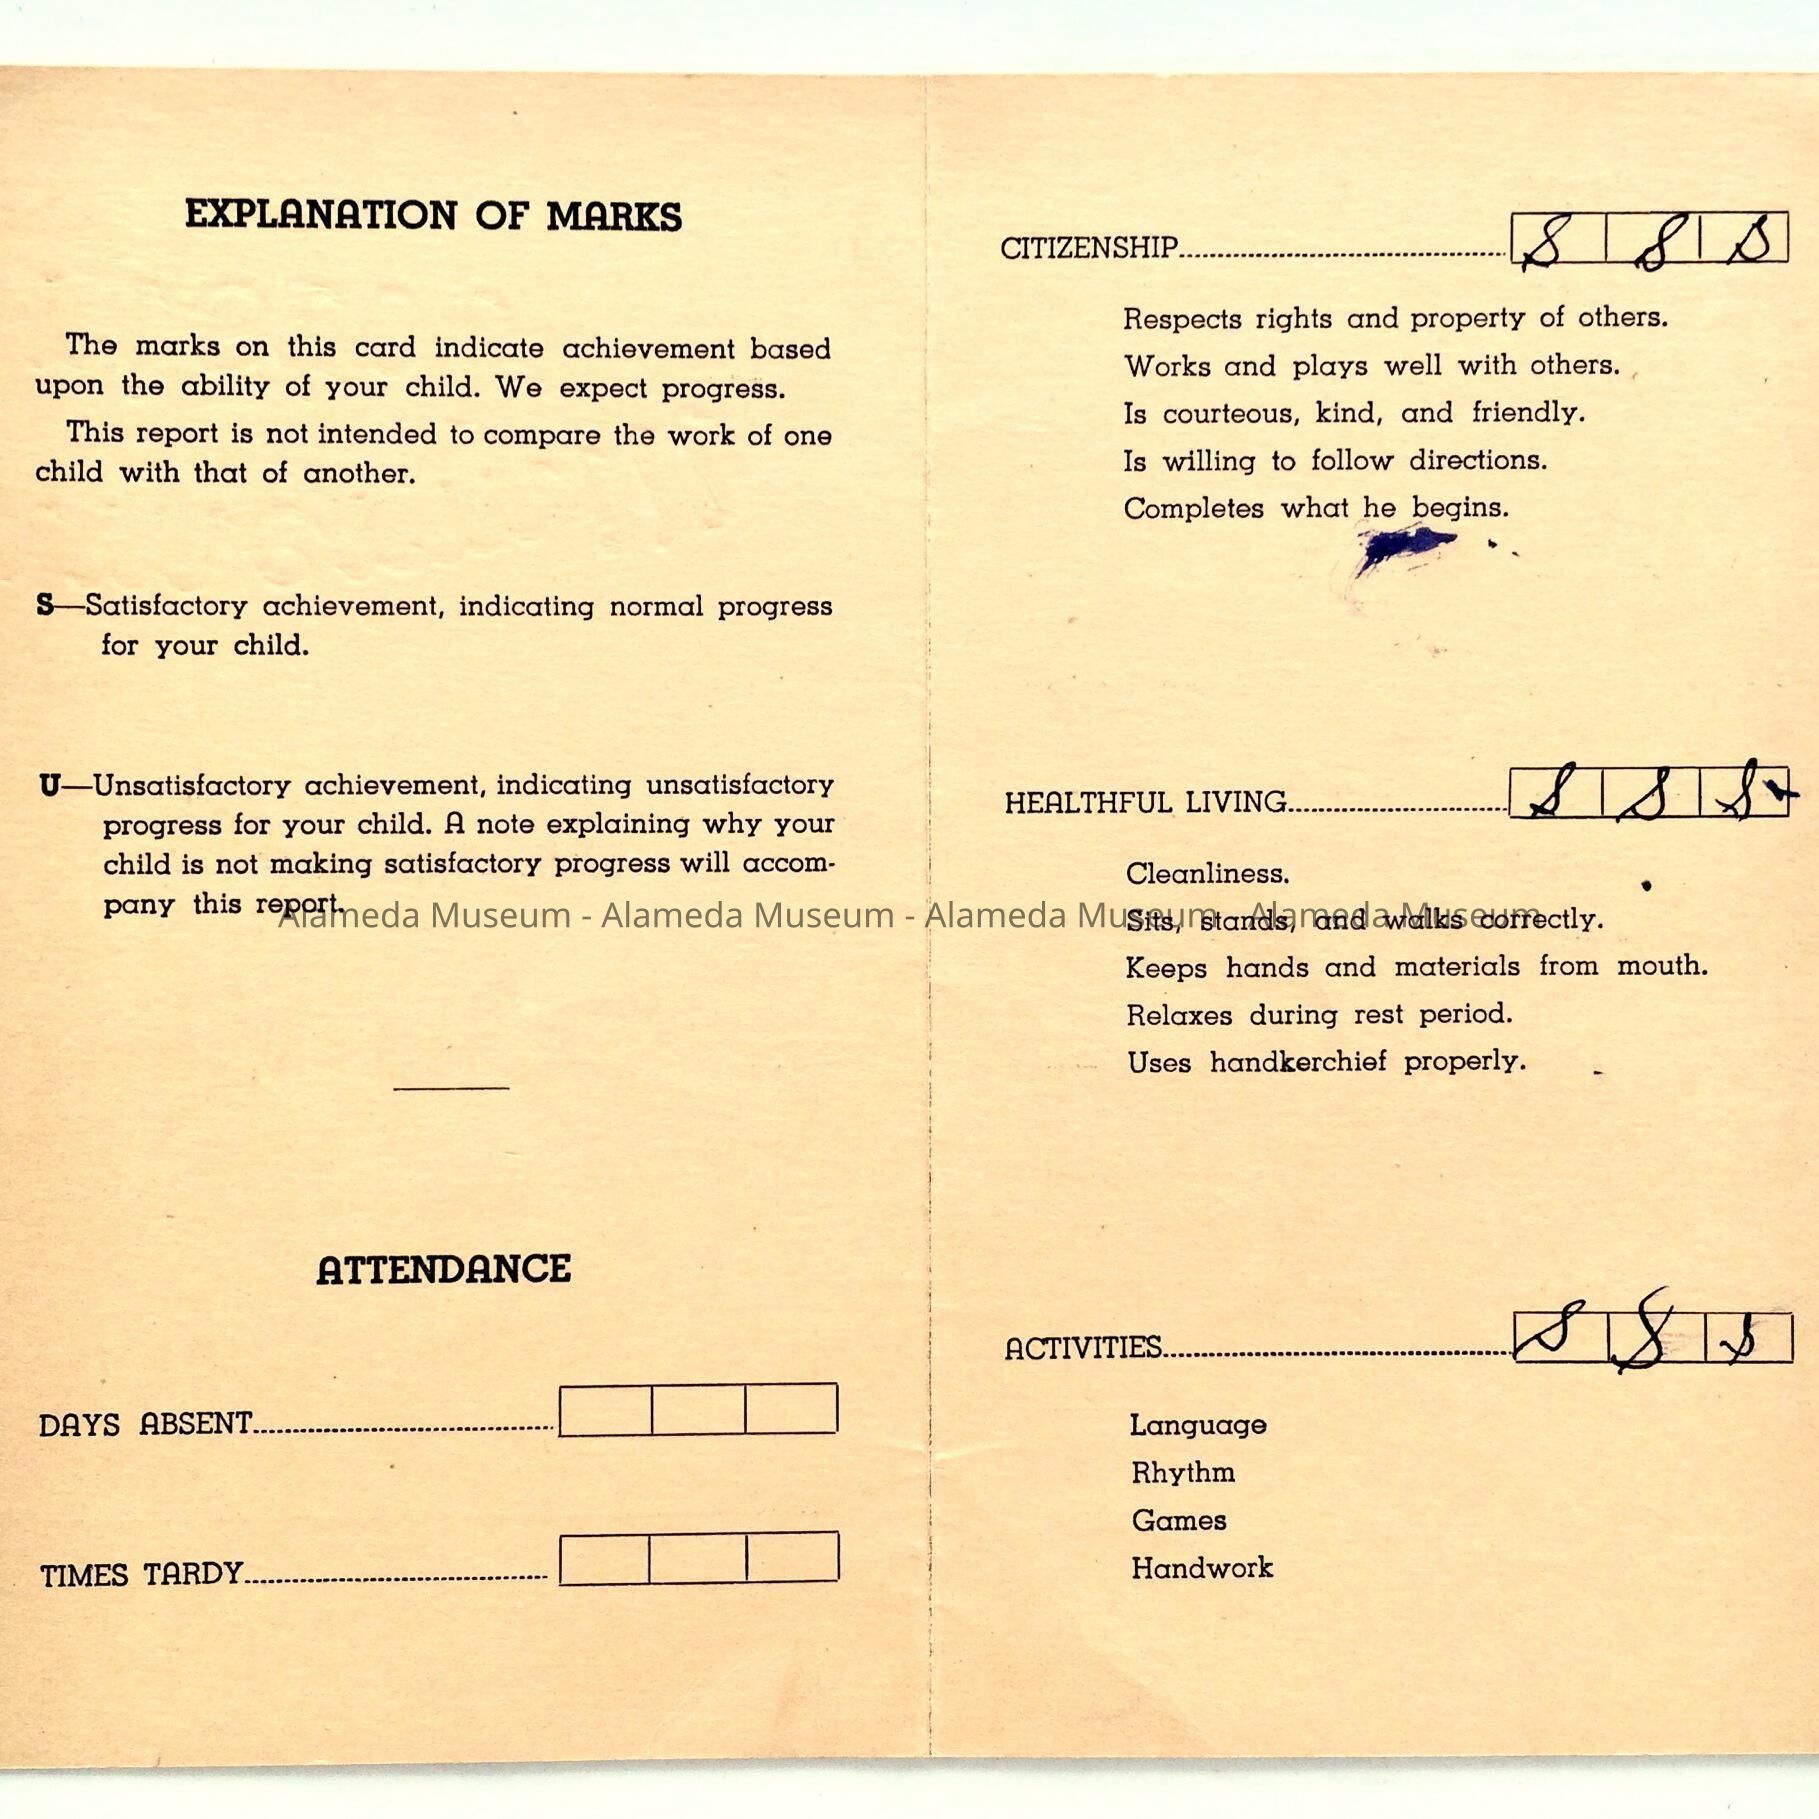 EXPLANATION OF MARKS
The marks on this card indicate achievement based
upon the ability of your child. We expect progress.
This report is not intended to compare the work of one
child with that of another.
S—Satisfactory achievement, indicating normal progress
for your child.
U—Unsatisfactory achievement, indicating unsatisfactory
progress for your child. A note explaining why your
child is not making satisfactory progress will accom-
pany this report.
ATTENDANCE
DAYS ABSENT
TIMES TARDY
CITIZENSHIP S S S
Respects rights and property of others.
Works and plays well with others.
Is courteous, kind, and friendly.
Is willing to follow directions.
Completes what he begins.
HEALTHFUL LIVING S S S
Cleanliness.
Sits, stands, and walks correctly.
Keeps hands and materials from mouth.
Relaxes during rest period.
Uses handkerchief properly.
ACTIVITIES S S S
Language
Rhythm
Games
Handwork
Alameda Museum - Alameda Museum - Alameda Museum - Alameda Museum